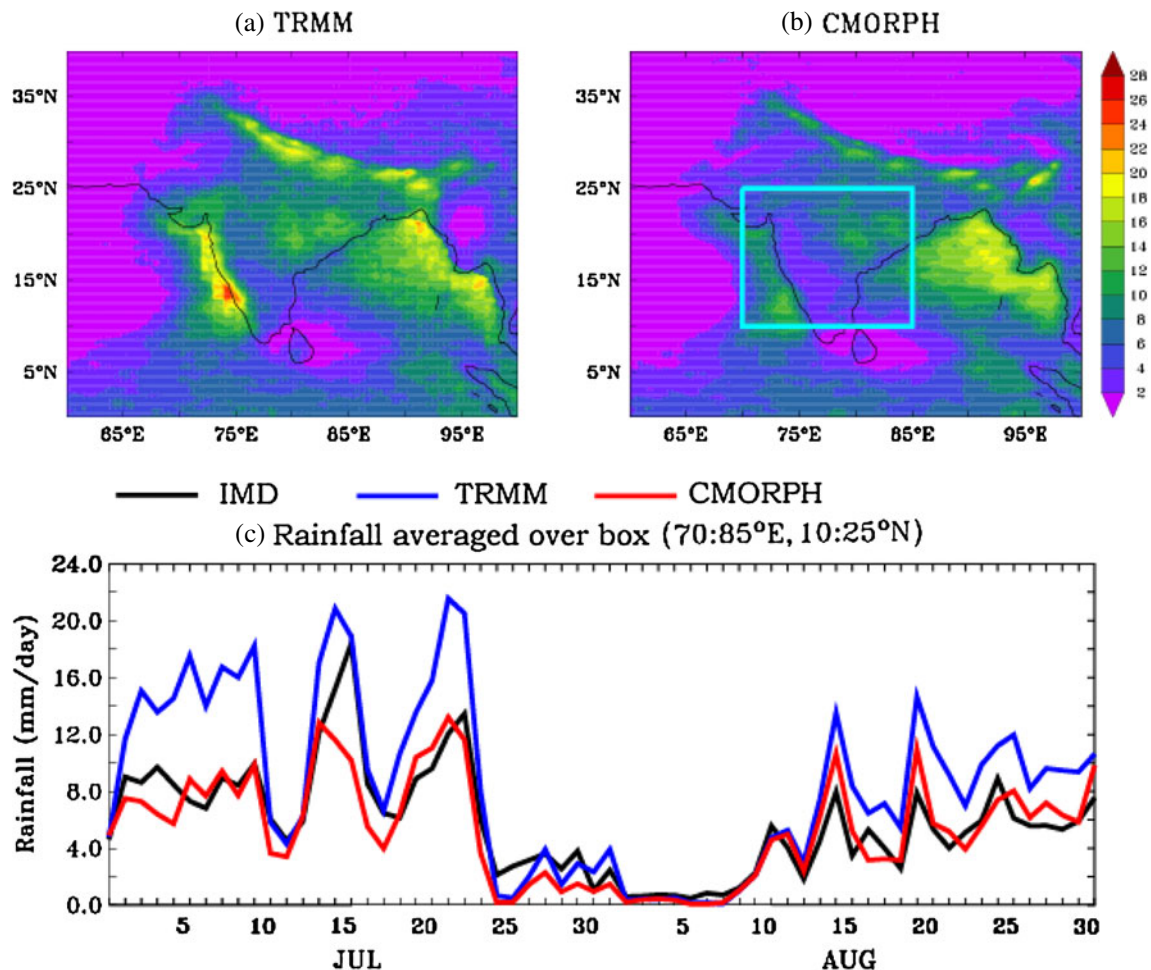 (a) TRMM
(b) CMORPH
35°N
25°N
15°N
5°N
65°E 75°E 85°E 95°E
35°N
25°N
15°N
5°N
65°E 75°E 85°E 95°E
28
26
24
22
20
18
16
14
12
10
8
6
4
2
IMD TRMM CMORPH
(c) Rainfall averaged over box (70:85°E, 10:25°N)
Rainfall (mm/day)
24.0
20.0
16.0
12.0
8.0
4.0
0.0
5 10 15 20 25 30 5 10 15 20 25 30
JUL AUG